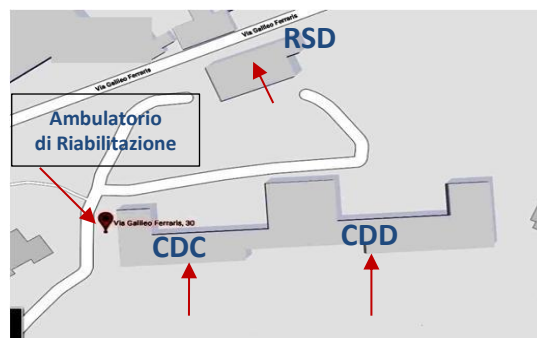 Via Galileo Ferraris
RSD
Via Galileo Ferraris
Ambulatorio
di Riabilitazione
Via Galileo Ferraris, 30
CDC
CDD